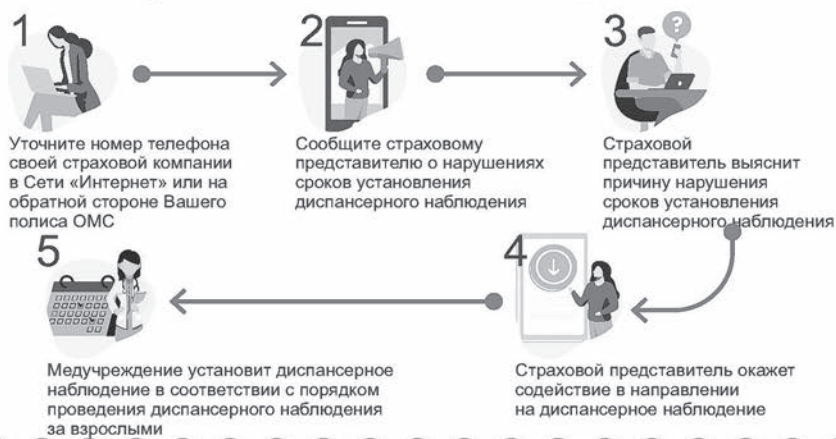 1
Уточните номер телефона
своей страховой компании
в Сети «Интернет» или на
обратной стороне Вашего
полиса ОМС
2
Сообщите страховому
представителю о нарушениях
сроков установления
диспансерного наблюдения
3
?
Страховой
представитель выяснит
причину нарушения
сроков установления
диспансерного наблюдения
4
Страховой представитель окажет
содействие в направлении
на диспансерное наблюдение
5
Медучреждение установит диспансерное
наблюдение в соответствии с порядком
проведения диспансерного наблюдения
за взрослыми